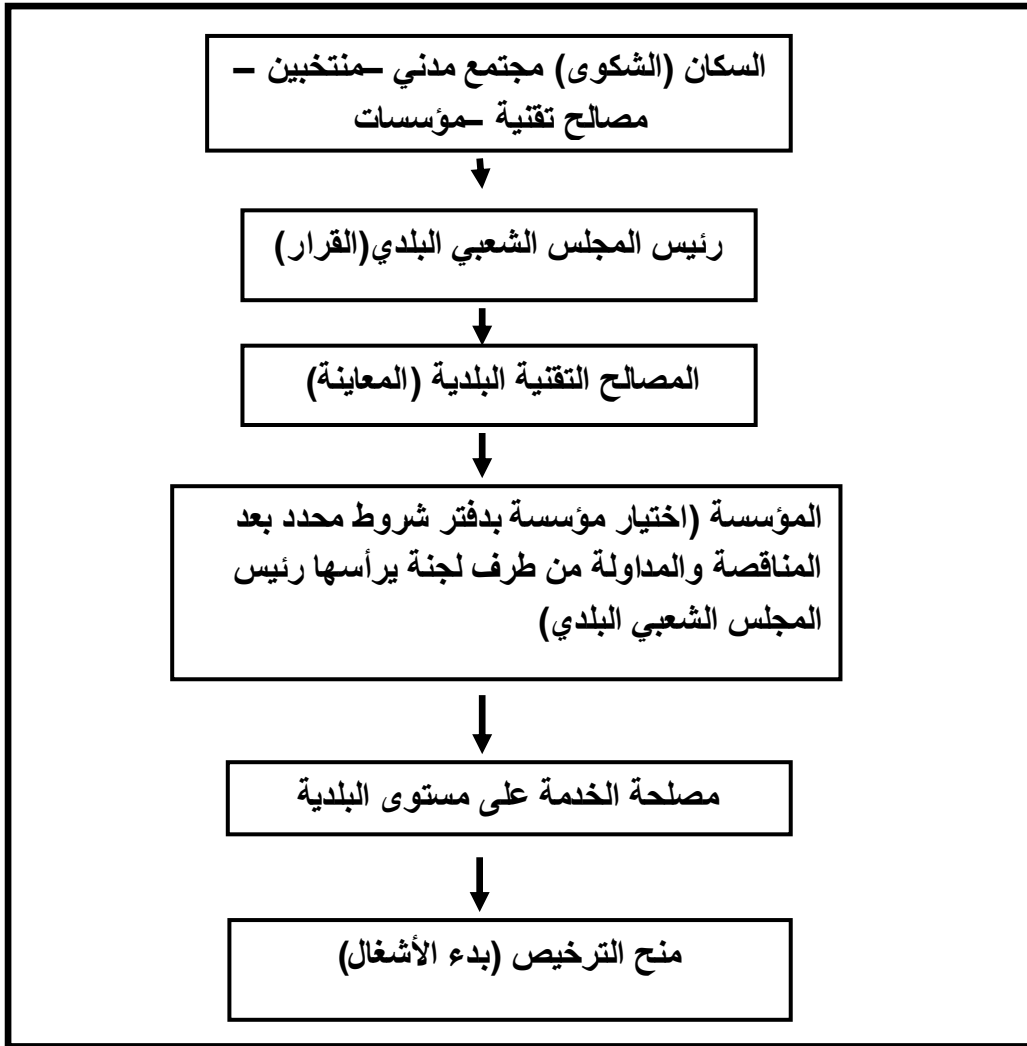 السكان (الشكوى) مجتمع مدني –منتخبين –
مصالح تقنية –مؤسسات
رئيس المجلس الشعبي البلدي(القرار)
المصالح التقنية البلدية (المعاينة)
المؤسسة (اختيار مؤسسة بدفتر شروط محدد بعد
المناقصة والمداولة من طرف لجنة يرأسها رئيس
المجلس الشعبي البلدي)
مصلحة الخدمة على مستوى البلدية
منح الترخيص (بدء الأشغال)